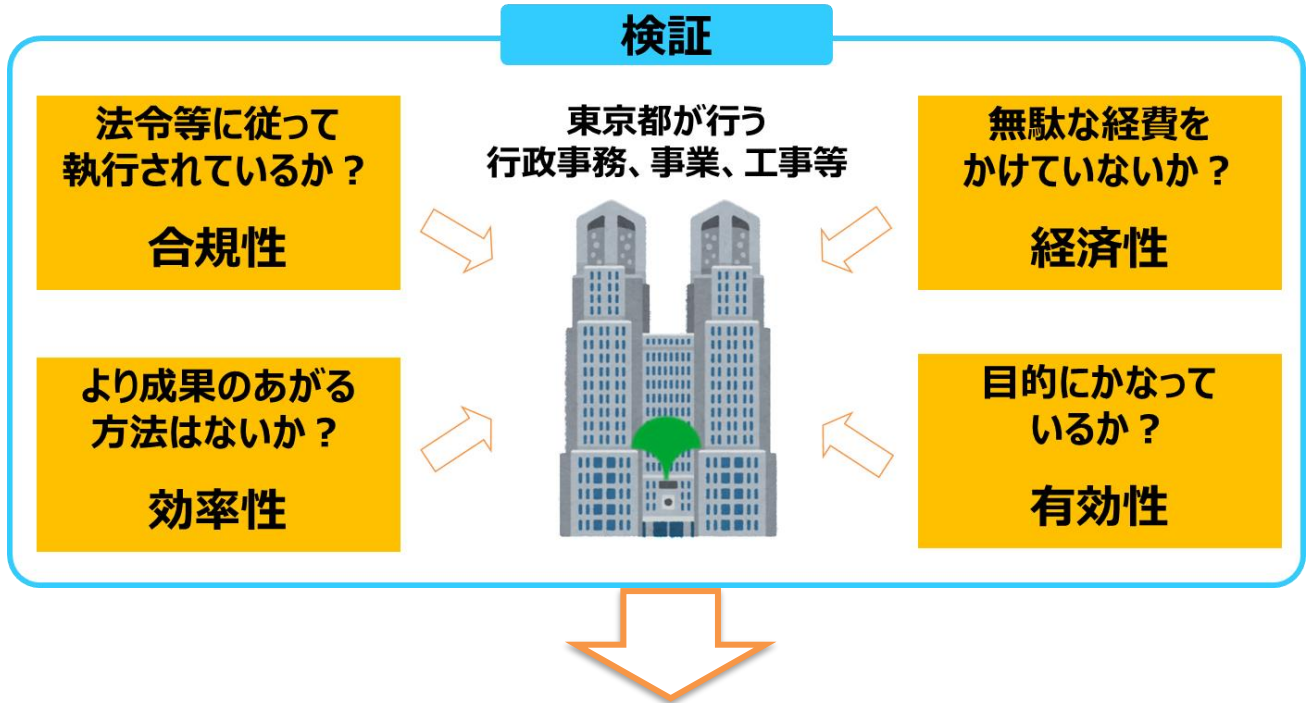 検証
法令等に従って
執行されているか？
合規性
東京都が行う
行政事務、事業、工事等
無駄な経費を
かけていないか？
経済性
より成果のあがる
方法はないか？
効率性
目的にかなって
いるか？
有効性